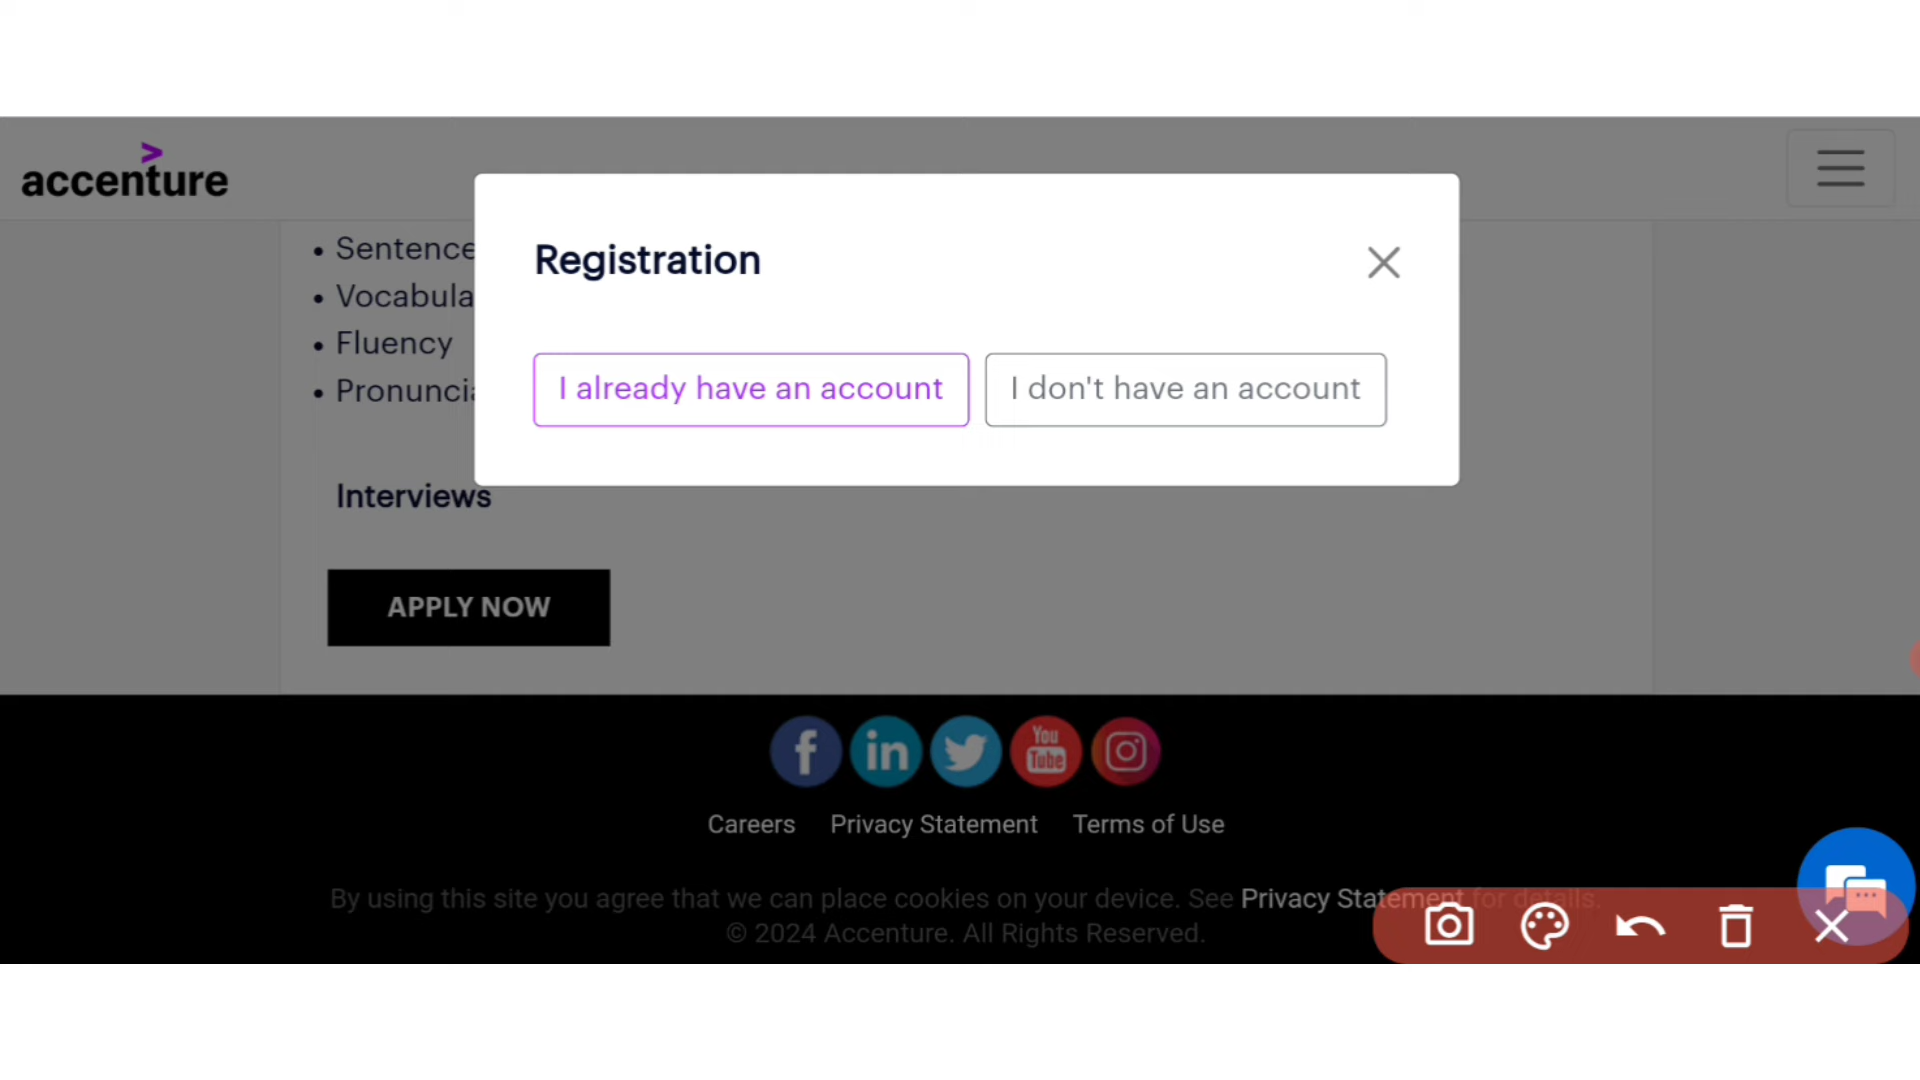 accenture
Registration
I already have an account
I don't have an account
• Sentence
• Vocabula
• Fluency
• Pronuncia
Interviews
APPLY NOW
f in You Tube
Careers Privacy Statement Terms of Use
By using this site you agree that we can place cookies on your device. See Privacy Statement for details.
© 2024 Accenture. All Rights Reserved.